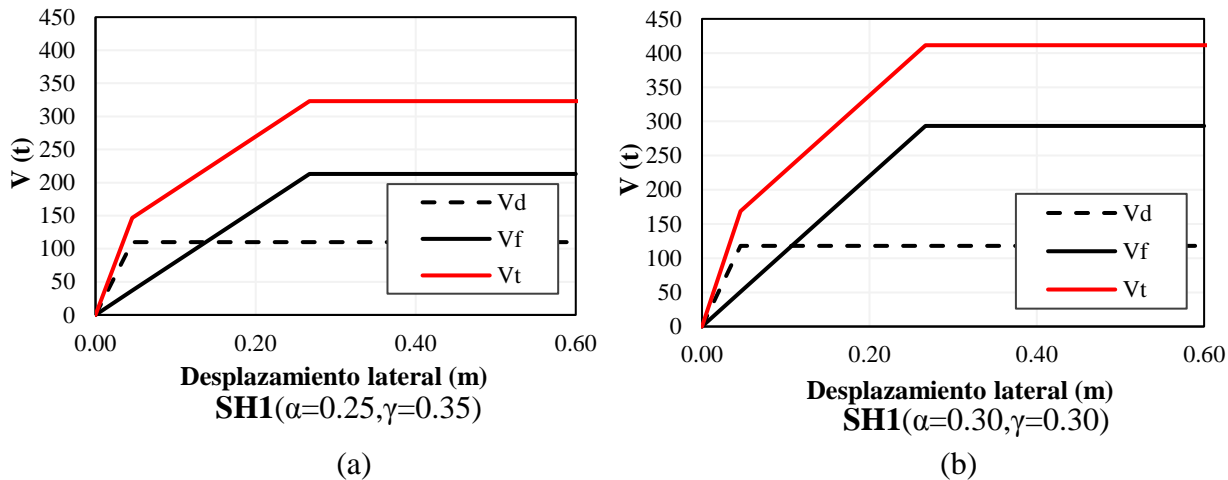 450
400
350
300
250
200
150
100
50
0
V (t)
0.00 0.20 0.40 0.60
Vd
Vf
Vt
Desplazamiento lateral (m)
SH1(α=0.25,γ=0.35)
(a)
450
400
350
300
250
200
150
100
50
0
V (t)
0.00 0.20 0.40 0.60
Vd
Vf
Vt
Desplazamiento lateral (m)
SH1(α=0.30,γ=0.30)
(b)